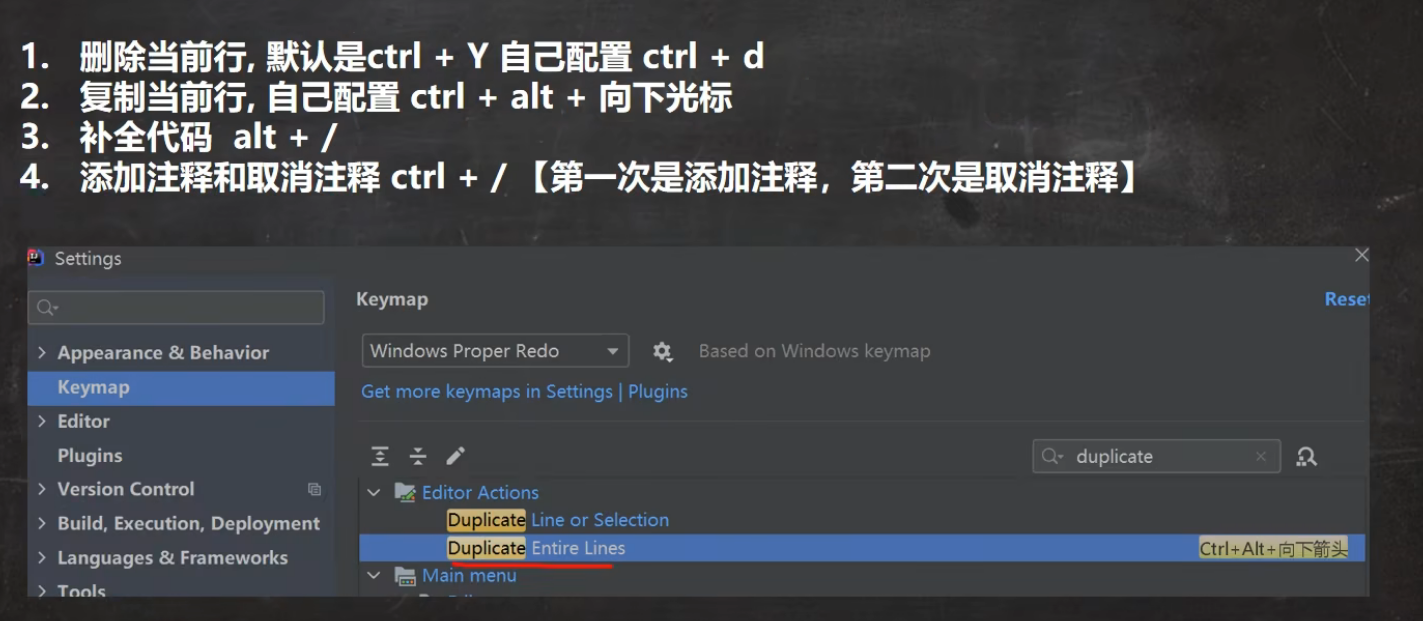 1. 删除当前行, 默认是ctrl + Y 自己配置 ctrl + d
2. 复制当前行, 自己配置 ctrl + alt + 向下光标
3. 补全代码 alt + /
4. 添加注释和取消注释 ctrl + / 【第一次是添加注释，第二次是取消注释】
Settings
Keymap
Reset
Appearance & Behavior
Windows Proper Redo
Based on Windows keymap
Keymap
Get more keymaps in Settings | Plugins
Editor
Plugins
duplicate
Version Control
Editor Actions
Build, Execution, Deployment
Duplicate Line or Selection
Duplicate Entire Lines
Ctrl+Alt+向下箭头
Languages & Frameworks
Main menu
Tools